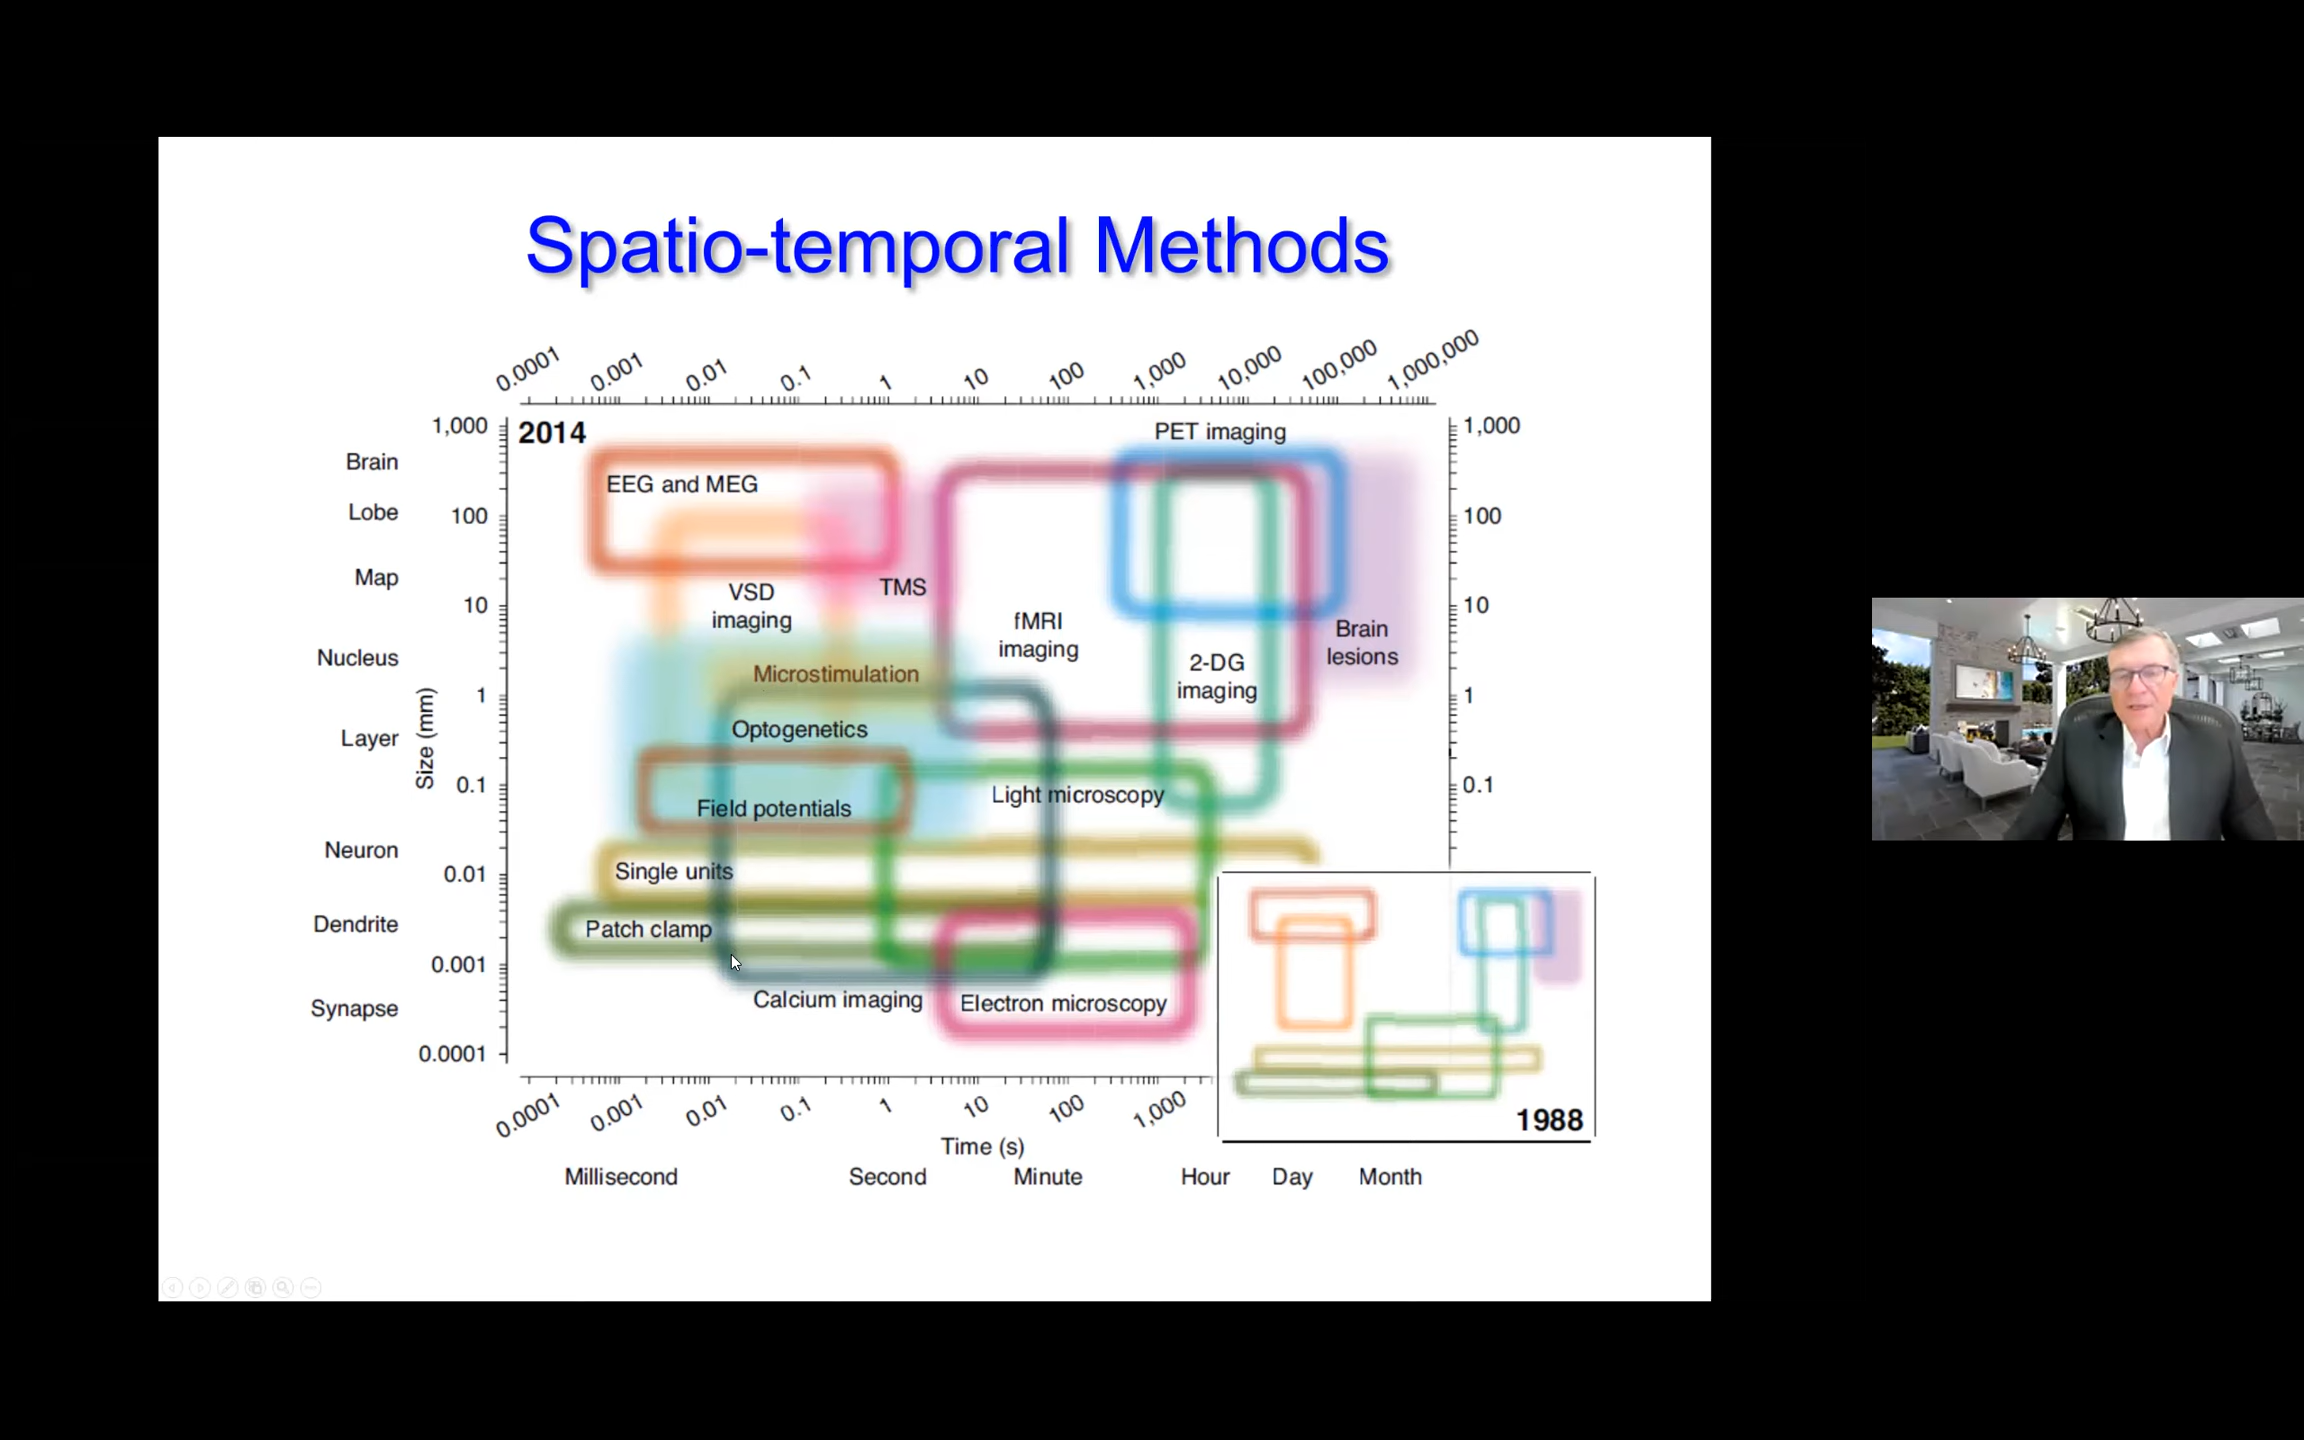 Spatio-temporal Methods
0.0001 0.001 0.01 0.1 1 10 100 1,000 10,000 100,000 1,000,000
2014
1,000
Brain
Lobe
100
Map
10
Nucleus
1
Layer
Size (mm)
0.1
Neuron
0.01
Dendrite
0.001
Synapse
0.0001
PET imaging
EEG and MEG
VSD
imaging
TMS
fMRI
imaging
Brain
lesions
2-DG
imaging
Microstimulation
Optogenetics
Light microscopy
Field potentials
Single units
Patch clamp
Calcium imaging
Electron microscopy
1,000
100
10
1
0.1
1988
0.0001 0.001 0.01 0.1 1 10 100 1,000
Time (s)
Millisecond Second Minute Hour Day Month